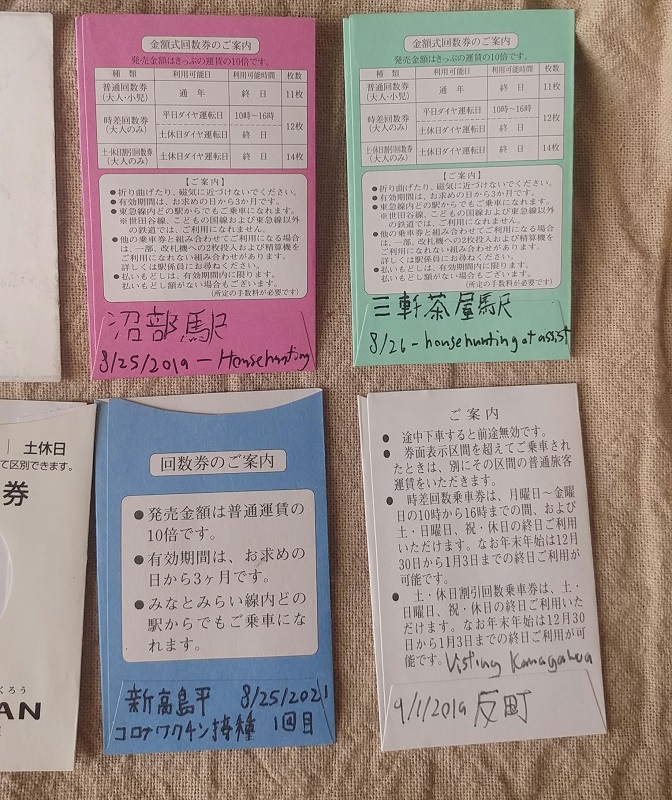 金額式回数券のご案内
発売金額はきっぷの運賃の10倍です。
種 類 利用可能日 利用可能時間 枚数
普通回数券
(大人・小児) 通 年 終 日 11枚
時差回数券
(大人のみ) 平日ダイヤ運転日 10時~16時 12枚
土休日ダイヤ運転日 終 日
土・休日割引回数券
(大人のみ) 土休日ダイヤ運転日 終 日 14枚
【ご案内】
●折り曲げたり、磁気に近づけないでください。
●有効期間は、お求めの日から3か月です。
●東急線内どの駅からでもご乗車になれます。
※世田谷線、こどもの国線および東急線以外
の鉄道では、ご利用になれません。
●他の乗車券と組み合わせてご利用になる場合
は、一部、改札機への2枚投入および精算機を
ご利用になれない組み合わせがあります。
詳しくは駅係員におたずねください。
●払いもどしは、有効期間内に限ります。
払いもどし額がない場合もございます。
(所定の手数料が必要です)
沼部駅
8/25/2019 - Househunting
金額式回数券のご案内
発売金額はきっぷの運賃の10倍です。
種 類 利用可能日 利用可能時間 枚数
普通回数券
(大人・小児) 通 年 終 日 11枚
時差回数券
(大人のみ) 平日ダイヤ運転日 10時~16時 12枚
土休日ダイヤ運転日 終 日
土・休日割引回数券
(大人のみ) 土休日ダイヤ運転日 終 日 14枚
【ご案内】
●折り曲げたり、磁気に近づけないでください。
●有効期間は、お求めの日から3か月です。
●東急線内どの駅からでもご乗車になれます。
※世田谷線、こどもの国線および東急線以外
の鉄道では、ご利用になれません。
●他の乗車券と組み合わせてご利用になる場合
は、一部、改札機への2枚投入および精算機を
ご利用になれない組み合わせがあります。
詳しくは駅係員におたずねください。
●払いもどしは、有効期間内に限ります。
払いもどし額がない場合もございます。
(所定の手数料が必要です)
三軒茶屋駅
8/26 - househunting at assist
土休日
て区別できます。
券
くろう
AN
回数券のご案内
●発売金額は普通運賃の
10倍です。
●有効期間は、お求めの
日から3ヶ月です。
●みなとみらい線内どの
駅からでもご乗車にな
れます。
新高島平 8/25/2021
コロナワクチン接種 1回目
ご 案 内
● 途中下車すると前途無効です。
● 券面表示区間を超えてご乗車され
たときは、別にその区間の普通旅客
運賃をいただきます。
● 時差回数乗車券は、月曜日~金曜
日の10時から16時までの間、および
土・日曜日、祝・休日の終日ご利用
いただけます。なお年末年始は12月
30日から1月3日までの終日ご利用が
可能です。
● 土・休日割引回数乗車券は、土・
日曜日、祝・休日の終日ご利用いた
だけます。なお年末年始は12月30日
から1月3日までの終日ご利用が可
能です。
Visting Kanagawa
9/1/2019 反町